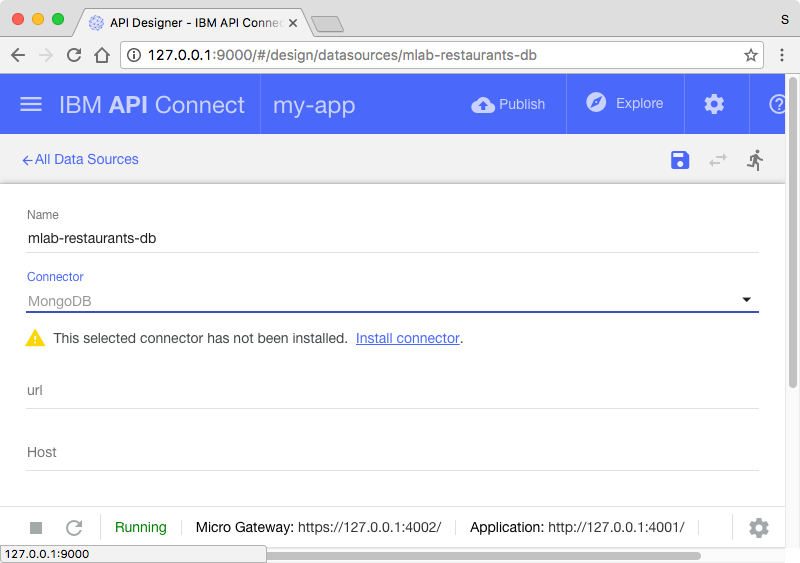 API Designer - IBM API Connec
S
127.0.0.1:9000/#/design/datasources/mlab-restaurants-db
IBM API Connect
my-app
Publish
Explore
←All Data Sources
Name
mlab-restaurants-db
Connector
MongoDB
This selected connector has not been installed. Install connector.
url
Host
Running
Micro Gateway: https://127.0.0.1:4002/
Application: http://127.0.0.1:4001/
127.0.0.1:9000